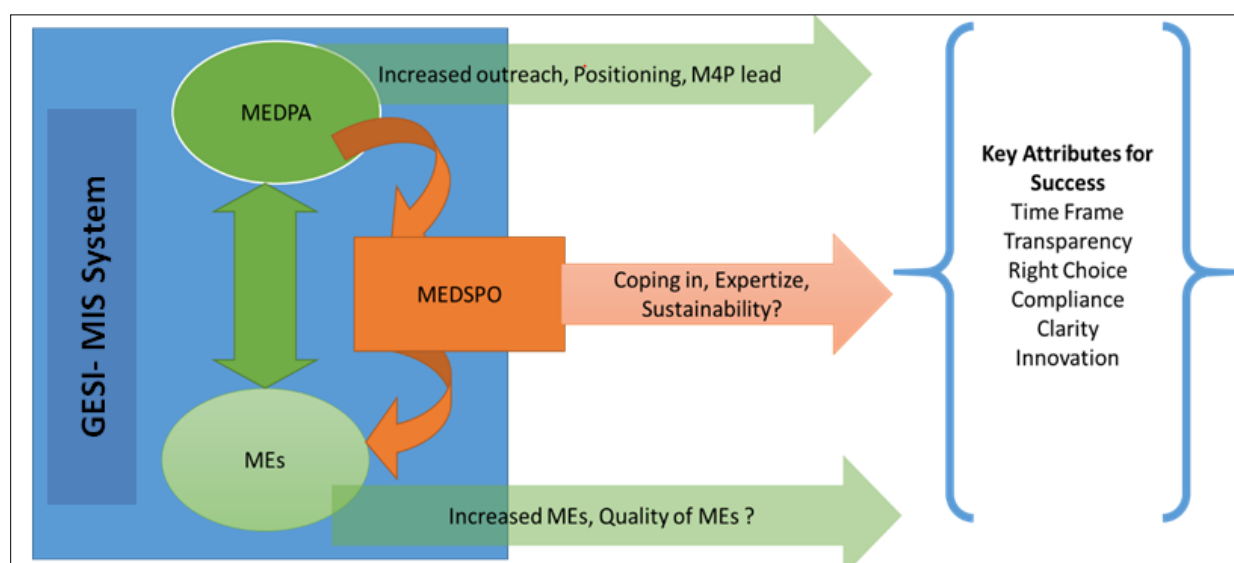 GESI- MIS System
MEDPA
Increased outreach, Positioning, M4P lead
MEDSPO
Coping in, Expertize,
Sustainability?
MEs
Increased MEs, Quality of MEs ?
Key Attributes for
Success
Time Frame
Transparency
Right Choice
Compliance
Clarity
Innovation